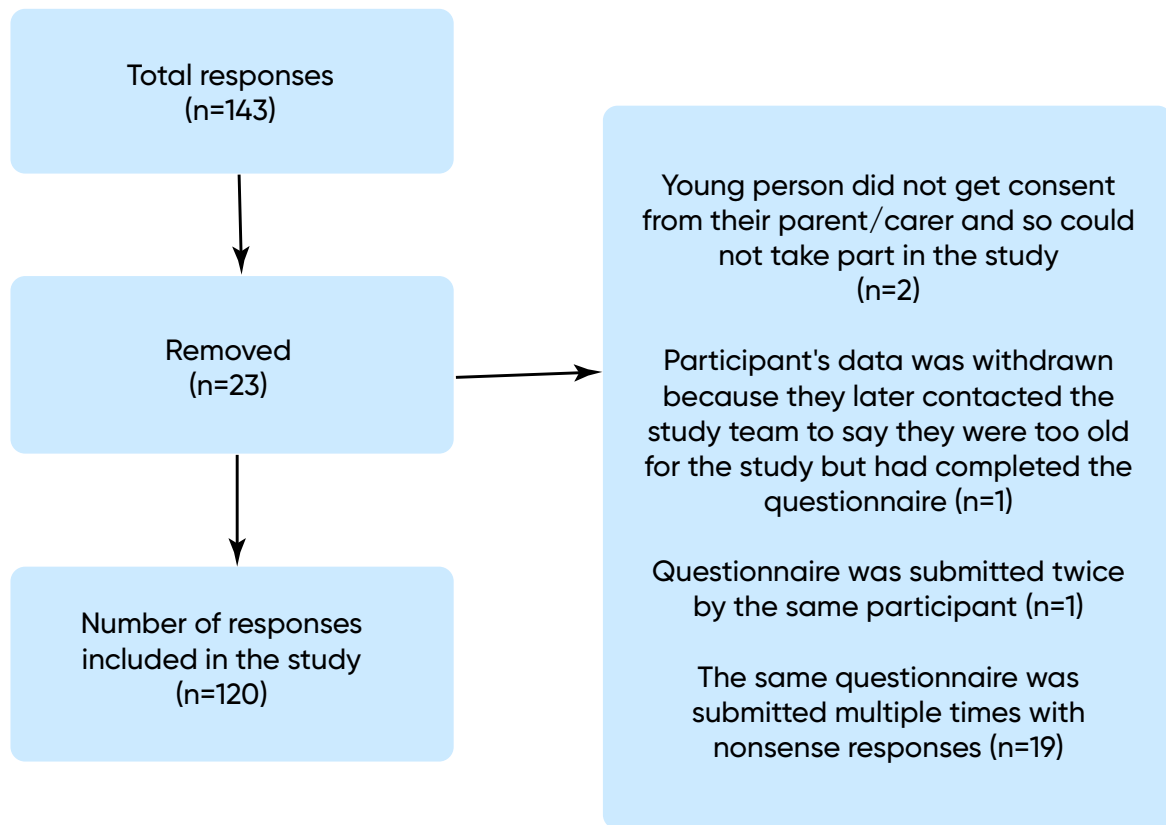 Total responses
(n=143)
Removed
(n=23)
Number of responses
included in the study
(n=120)
Young person did not get consent
from their parent/carer and so could
not take part in the study
(n=2)
Participant's data was withdrawn
because they later contacted the
study team to say they were too old
for the study but had completed the
questionnaire (n=1)
Questionnaire was submitted twice
by the same participant (n=1)
The same questionnaire was
submitted multiple times with
nonsense responses (n=19)